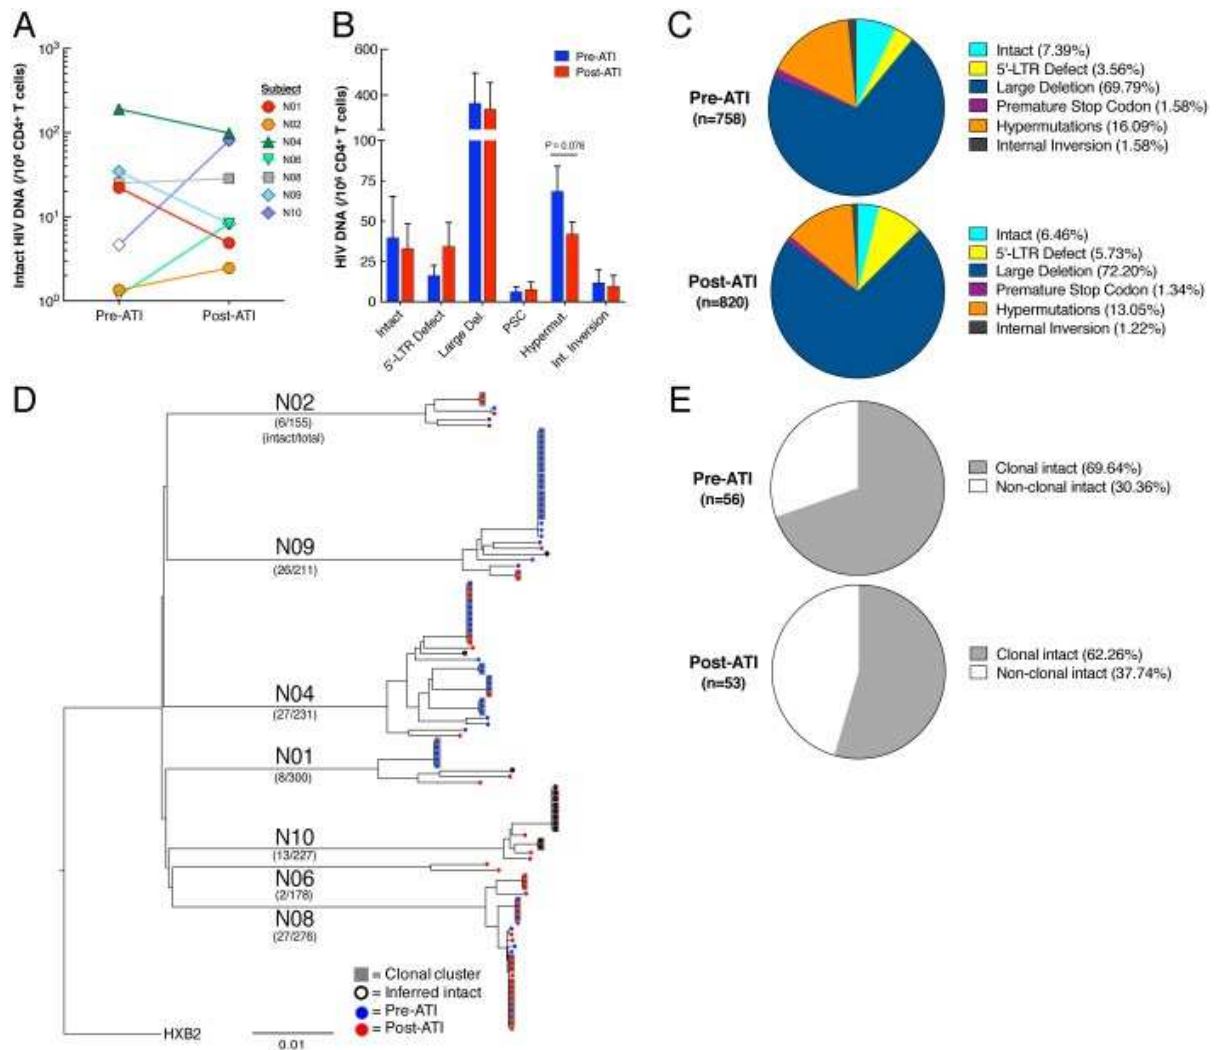 A
Intact HIV DNA (/10⁶ CD4⁺ T cells)
10³
10²
10¹
10⁰
Pre-ATI
Post-ATI
Subject
N01
N02
N04
N06
N08
N09
N10
B
HIV DNA (/10⁶ CD4⁺ T cells)
600
400
100
75
50
25
0
Pre-ATI
Post-ATI
P = 0.076
Intact
5'-LTR Defect
Large Del.
PSC
Hypermut.
Int. Inversion
C
Pre-ATI
(n=758)
Intact (7.39%)
5'-LTR Defect (3.56%)
Large Deletion (69.79%)
Premature Stop Codon (1.58%)
Hypermutations (16.09%)
Internal Inversion (1.58%)
Post-ATI
(n=820)
Intact (6.46%)
5'-LTR Defect (5.73%)
Large Deletion (72.20%)
Premature Stop Codon (1.34%)
Hypermutations (13.05%)
Internal Inversion (1.22%)
D
N02
(6/155)
(intact/total)
N09
(26/211)
N04
(27/231)
N01
(8/300)
N10
(13/227)
N06
(2/178)
N08
(27/276)
HXB2
0.01
= Clonal cluster
= Inferred intact
= Pre-ATI
= Post-ATI
E
Pre-ATI
(n=56)
Clonal intact (69.64%)
Non-clonal intact (30.36%)
Post-ATI
(n=53)
Clonal intact (62.26%)
Non-clonal intact (37.74%)